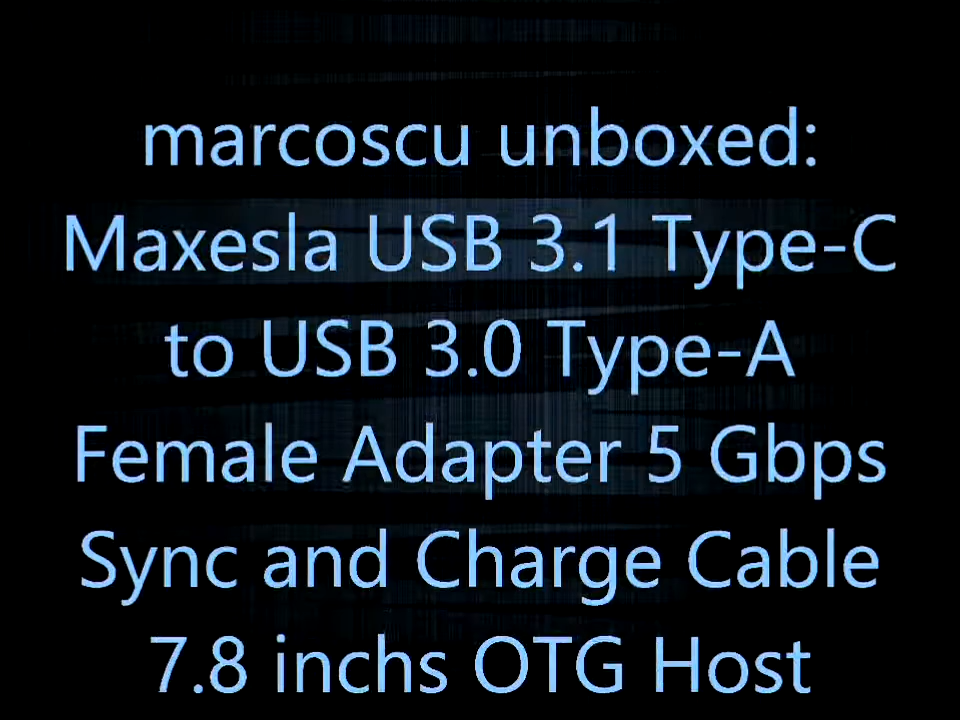 marcoscu unboxed:
Maxesla USB 3.1 Type-C
to USB 3.0 Type-A
Female Adapter 5 Gbps
Sync and Charge Cable
7.8 inchs OTG Host